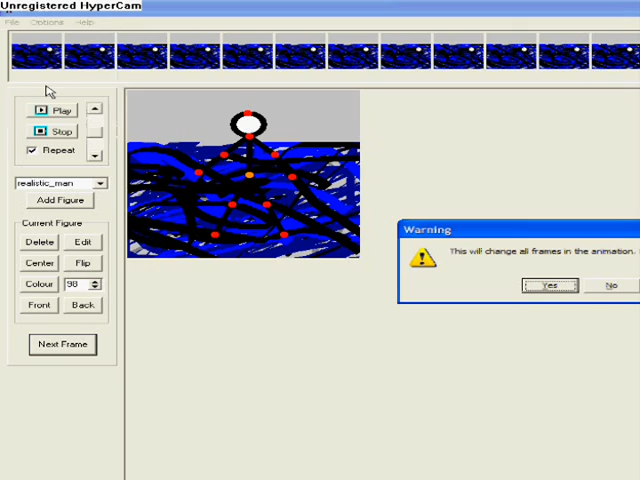 Unregistered HyperCam
File Options Help
Play
Stop
Repeat
realistic_man
Add Figure
Current Figure
Delete Edit
Center Flip
Colour 98
Front Back
Next Frame
Warning
This will change all frames in the animation.
Yes No